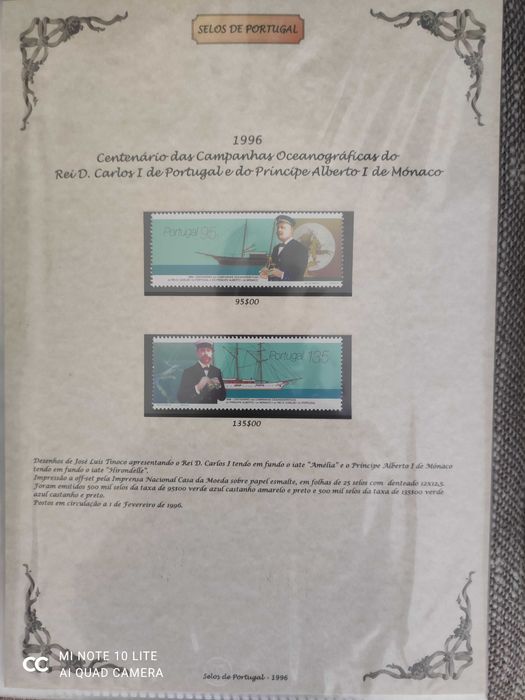 SELOS DE PORTUGAL
1996
Centenário das Campanhas Oceanográficas do
Rei D. Carlos I de Portugal e do Príncipe Alberto I de Mónaco
Portugal 95.
95$00
Portugal 135.
135$00
Desenhos de José Luís Tinoco apresentando o Rei D. Carlos I tendo em fundo o iate "Amélia" e o Príncipe Alberto I de Mónaco
tendo em fundo o iate "Hirondelle".
Impressão a off-set pela Imprensa Nacional Casa da Moeda sobre papel esmalte, em folhas de 25 selos com denteado 12x12,5.
Foram emitidos 500 mil selos da taxa de 95$00 verde azul castanho amarelo e preto e 500 mil selos da taxa de 135$00 verde
azul castanho e preto.
Postos em circulação a 1 de Fevereiro de 1996.
MI NOTE 10 LITE
AI QUAD CAMERA
Selos de Portugal - 1996